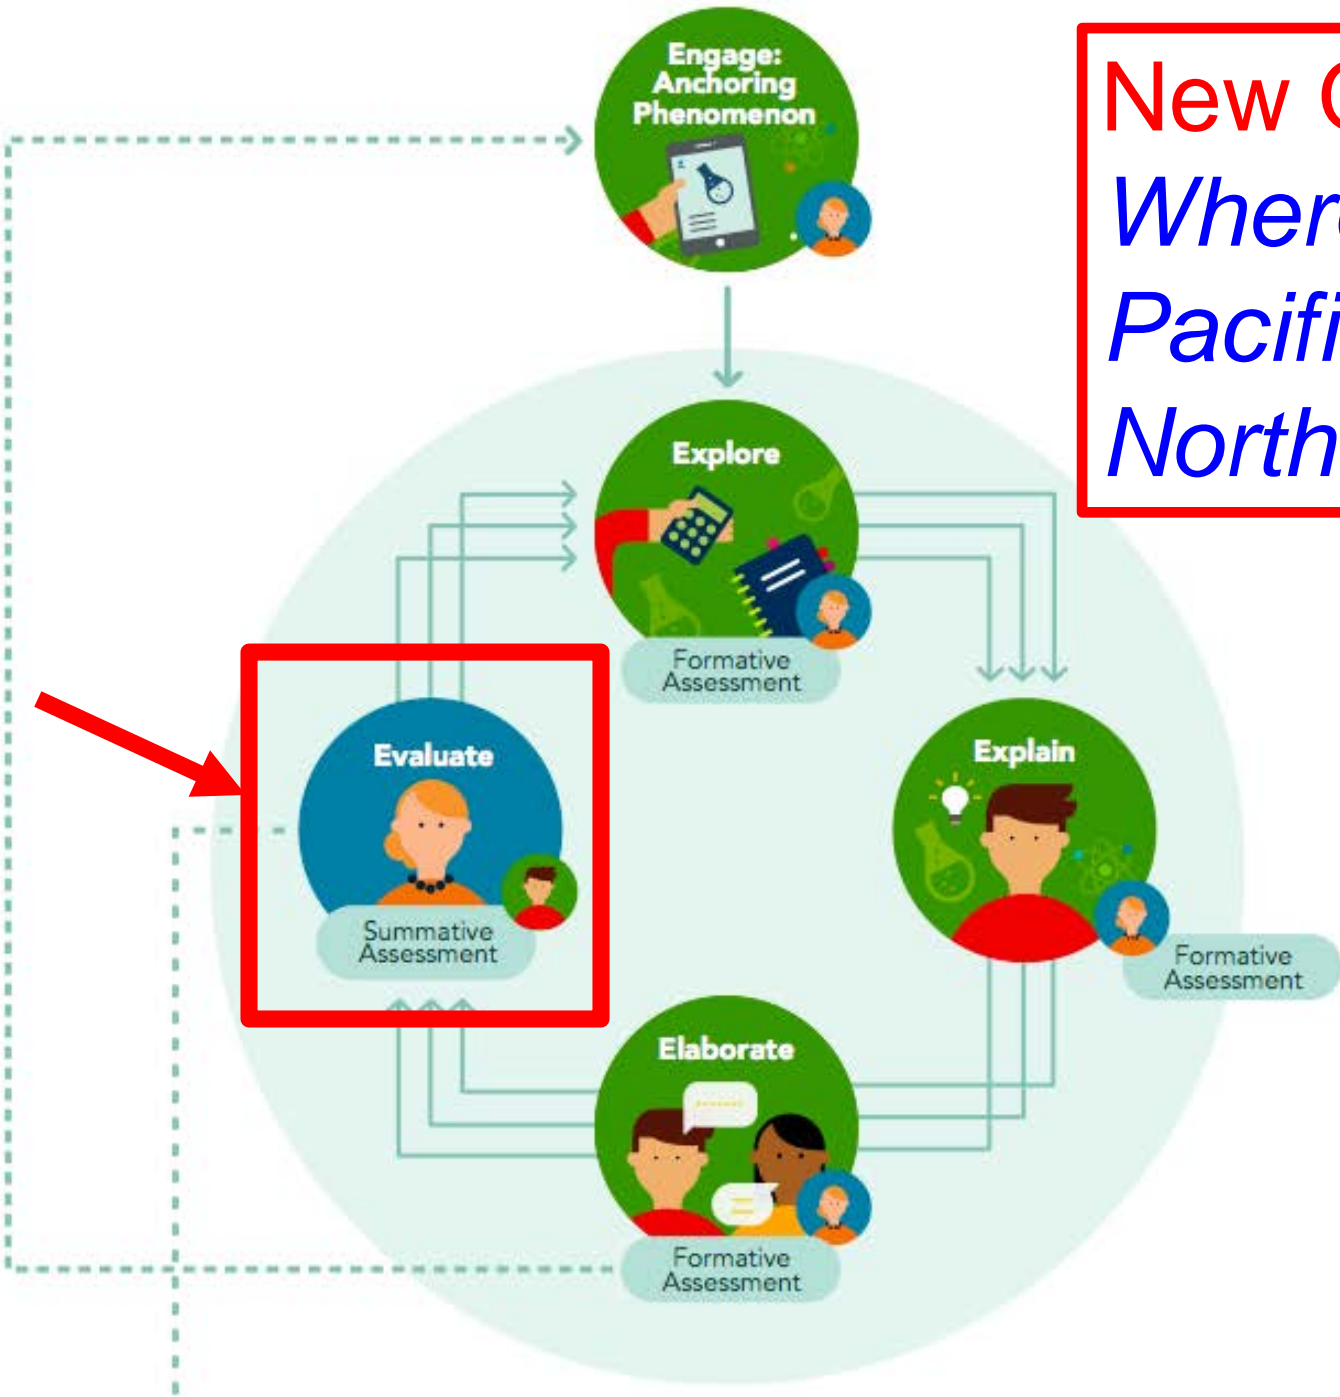 Engage:
Anchoring
Phenomenon
New
Where
Pacifi
North
Explore
Formative
Assessment
Evaluate
Summative
Assessment
Explain
Formative
Assessment
Elaborate
Formative
Assessment